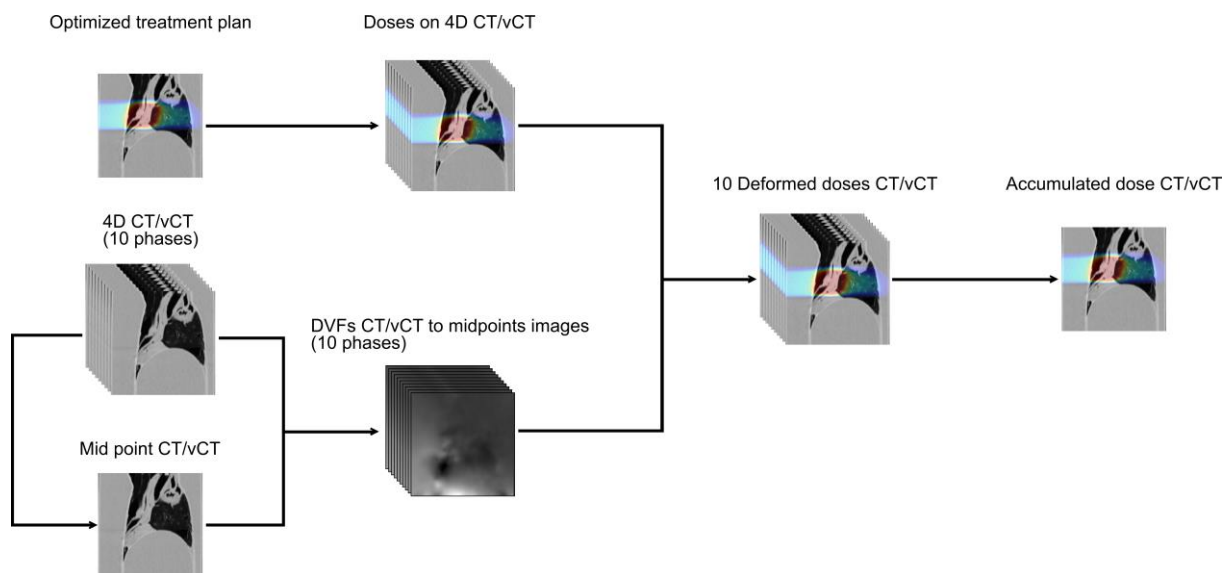 Optimized treatment plan
Doses on 4D CT/vCT
10 Deformed doses CT/vCT
Accumulated dose CT/vCT
4D CT/vCT
(10 phases)
DVFs CT/vCT to midpoints images
(10 phases)
Mid point CT/vCT